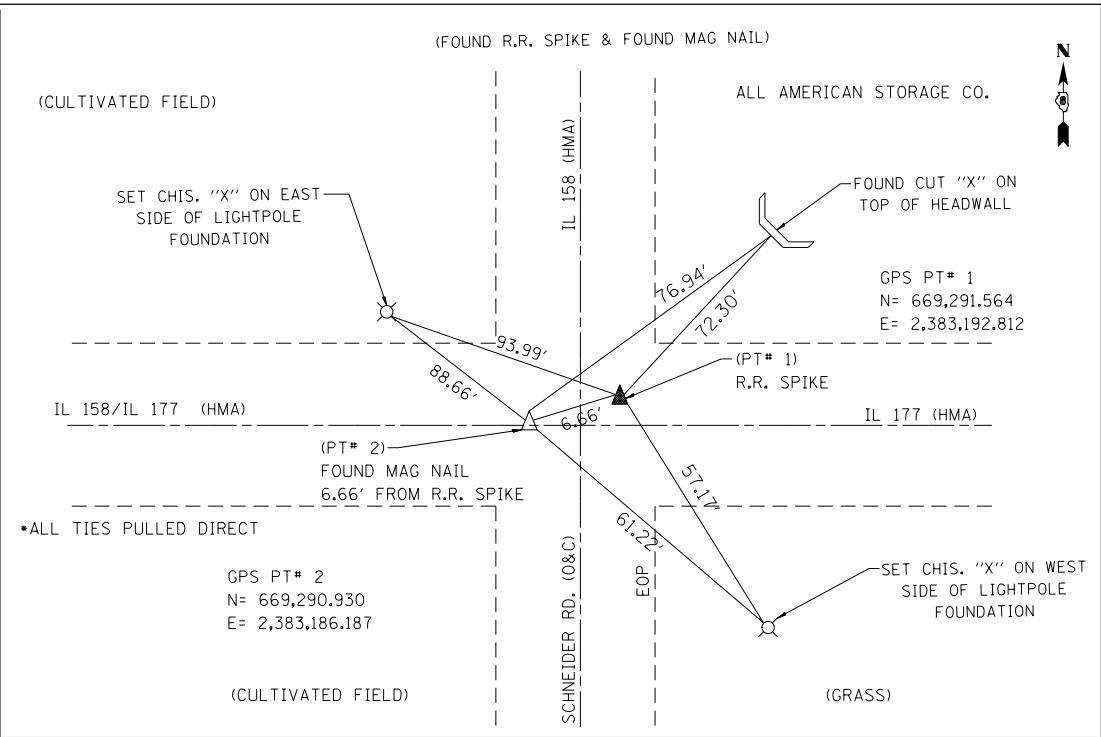 (FOUND R.R. SPIKE & FOUND MAG NAIL)
N
(CULTIVATED FIELD)
ALL AMERICAN STORAGE CO.
IL 158 (HMA)
SET CHIS. "X" ON EAST
SIDE OF LIGHTPOLE
FOUNDATION
FOUND CUT "X" ON
TOP OF HEADWALL
76.94'
72.30'
GPS PT# 1
N= 669,291.564
E= 2,383,192.812
93.99'
88.66'
(PT# 1)
R.R. SPIKE
IL 158/IL 177 (HMA)
6.66'
IL 177 (HMA)
(PT# 2)
FOUND MAG NAIL
6.66' FROM R.R. SPIKE
57.17'
61.22'
*ALL TIES PULLED DIRECT
SCHNEIDER RD. (O&C)
EOP
GPS PT# 2
N= 669,290.930
E= 2,383,186.187
SET CHIS. "X" ON WEST
SIDE OF LIGHTPOLE
FOUNDATION
(CULTIVATED FIELD)
(GRASS)